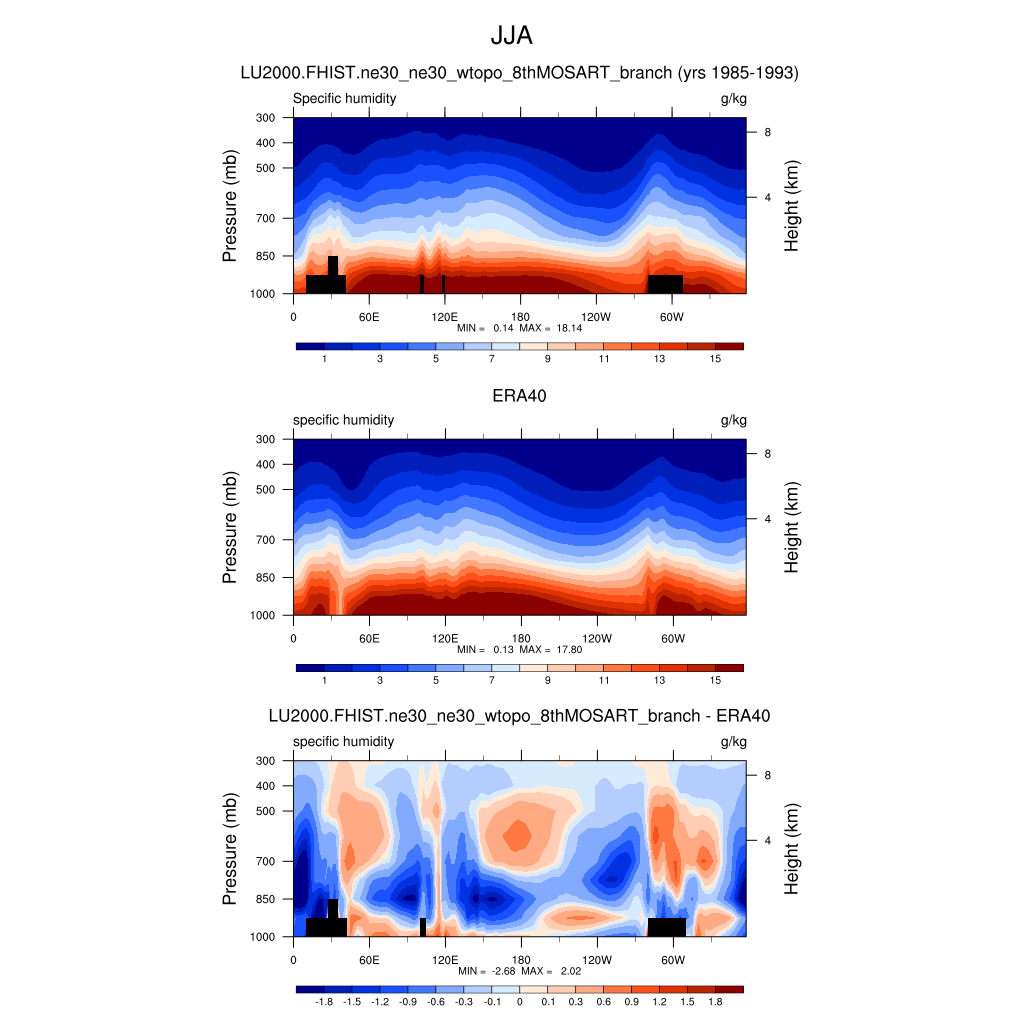 JJA
LU2000.FHIST.ne30_ne30_wtopo_8thMOSART_branch (yrs 1985-1993)
Specific humidity g/kg
300
400
500
700
850
1000
Pressure (mb)
8
4
Height (km)
0 60E 120E 180 120W 60W
MIN = 0.14 MAX = 18.14
1 3 5 7 9 11 13 15
ERA40
specific humidity g/kg
300
400
500
700
850
1000
Pressure (mb)
8
4
Height (km)
0 60E 120E 180 120W 60W
MIN = 0.13 MAX = 17.80
1 3 5 7 9 11 13 15
LU2000.FHIST.ne30_ne30_wtopo_8thMOSART_branch - ERA40
specific humidity g/kg
300
400
500
700
850
1000
Pressure (mb)
8
4
Height (km)
0 60E 120E 180 120W 60W
MIN = -2.68 MAX = 2.02
-1.8 -1.5 -1.2 -0.9 -0.6 -0.3 -0.1 0 0.1 0.3 0.6 0.9 1.2 1.5 1.8